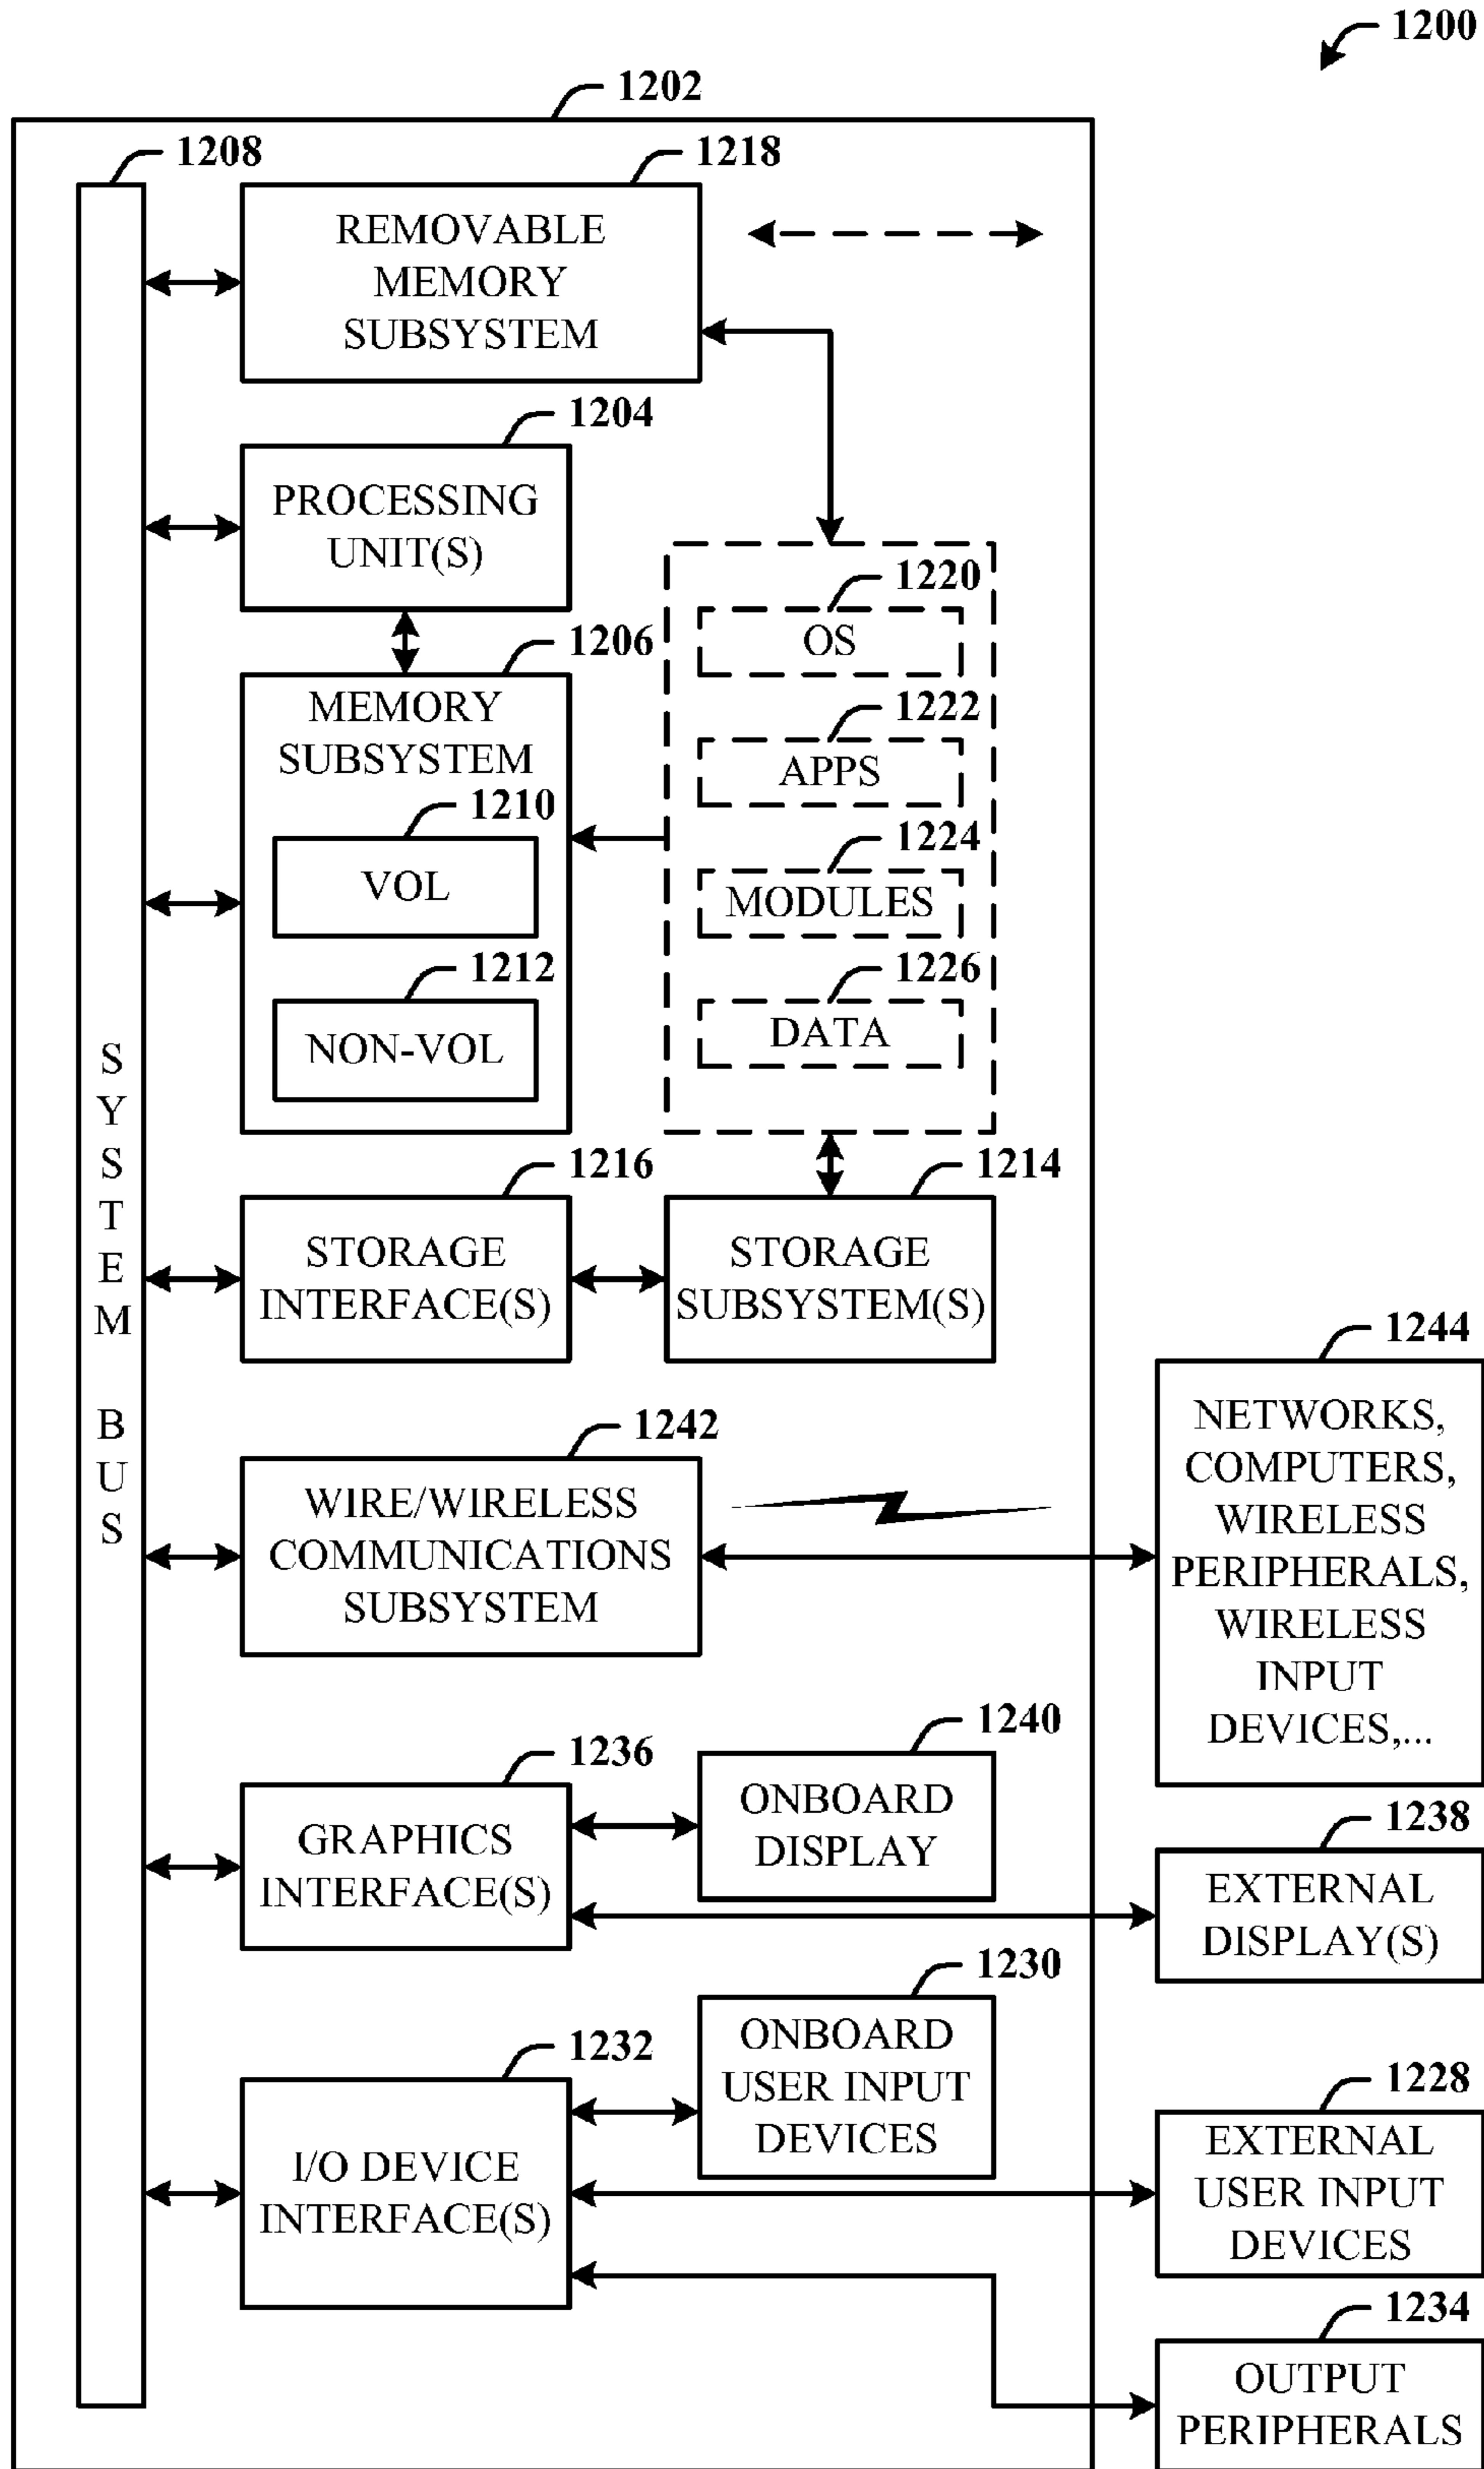 1200
1202
1208
1218
REMOVABLE
MEMORY
SUBSYSTEM
1204
PROCESSING
UNIT(S)
1220
OS
1206
MEMORY
SUBSYSTEM
1222
APPS
1210
VOL
1224
MODULES
1212
NON-VOL
1226
DATA
SYSTEM BUS
1216
STORAGE
INTERFACE(S)
1214
STORAGE
SUBSYSTEM(S)
1244
NETWORKS,
COMPUTERS,
WIRELESS
PERIPHERALS,
WIRELESS
INPUT
DEVICES,...
1242
WIRE/WIRELESS
COMMUNICATIONS
SUBSYSTEM
1240
ONBOARD
DISPLAY
1236
GRAPHICS
INTERFACE(S)
1238
EXTERNAL
DISPLAY(S)
1230
ONBOARD
USER INPUT
DEVICES
1232
I/O DEVICE
INTERFACE(S)
1228
EXTERNAL
USER INPUT
DEVICES
1234
OUTPUT
PERIPHERALS